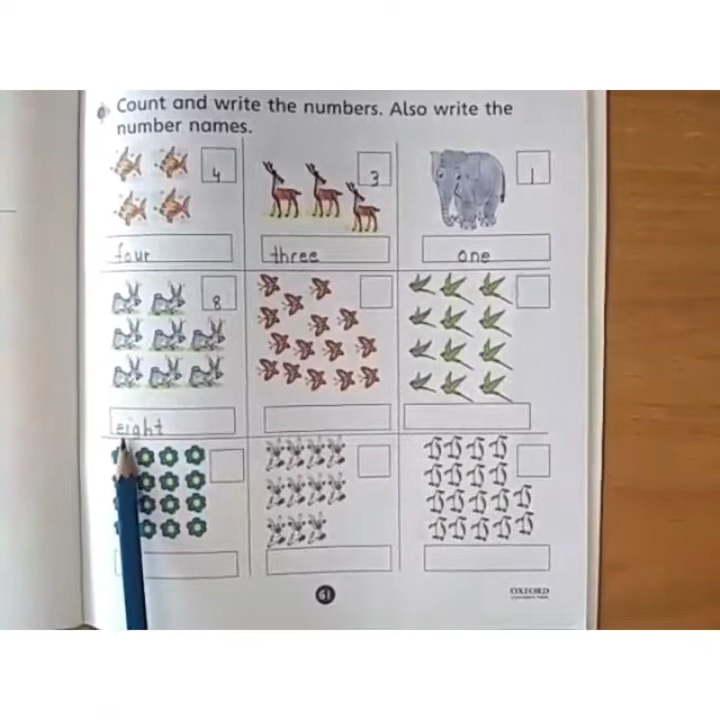 Count and write the numbers. Also write the
number names.
4
3
1
four
three
one
8
eight
61
OXFORD